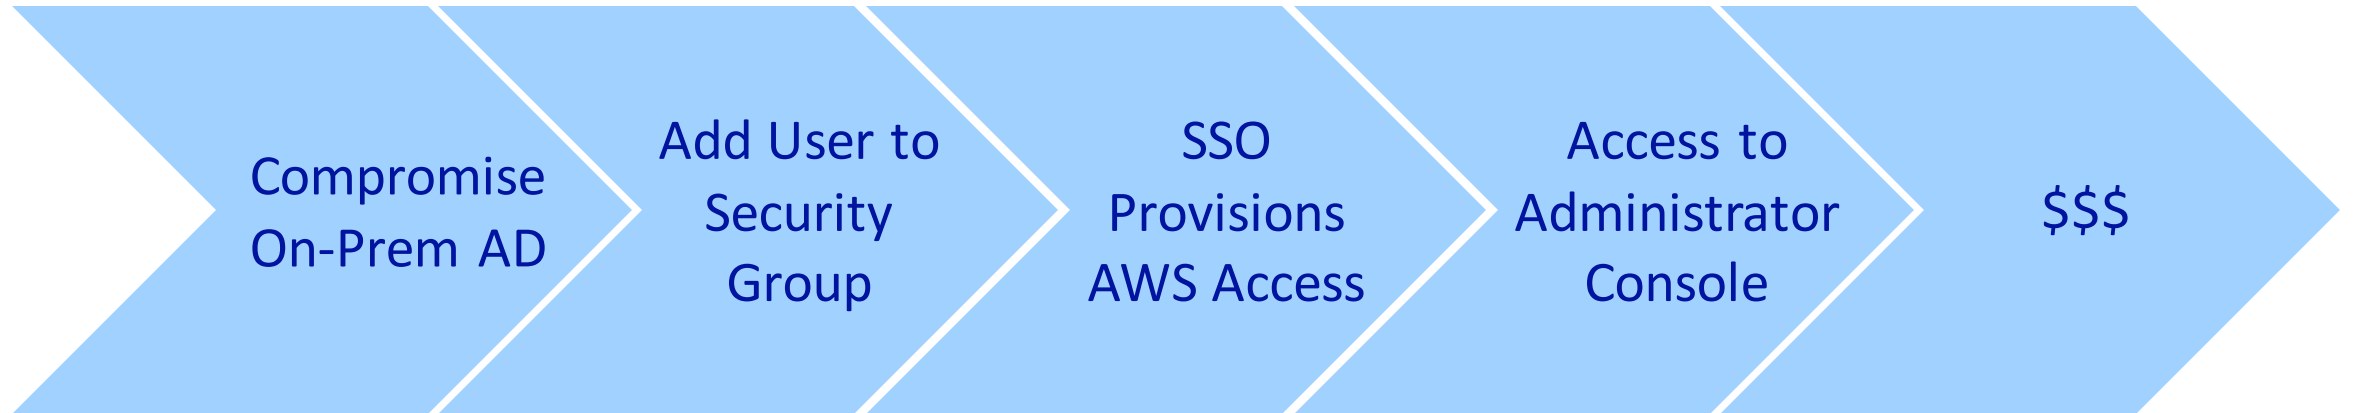 Compromise
On-Prem AD
Add User to
Security
Group
SSO
Provisions
AWS Access
Access to
Administrator
Console
$$$